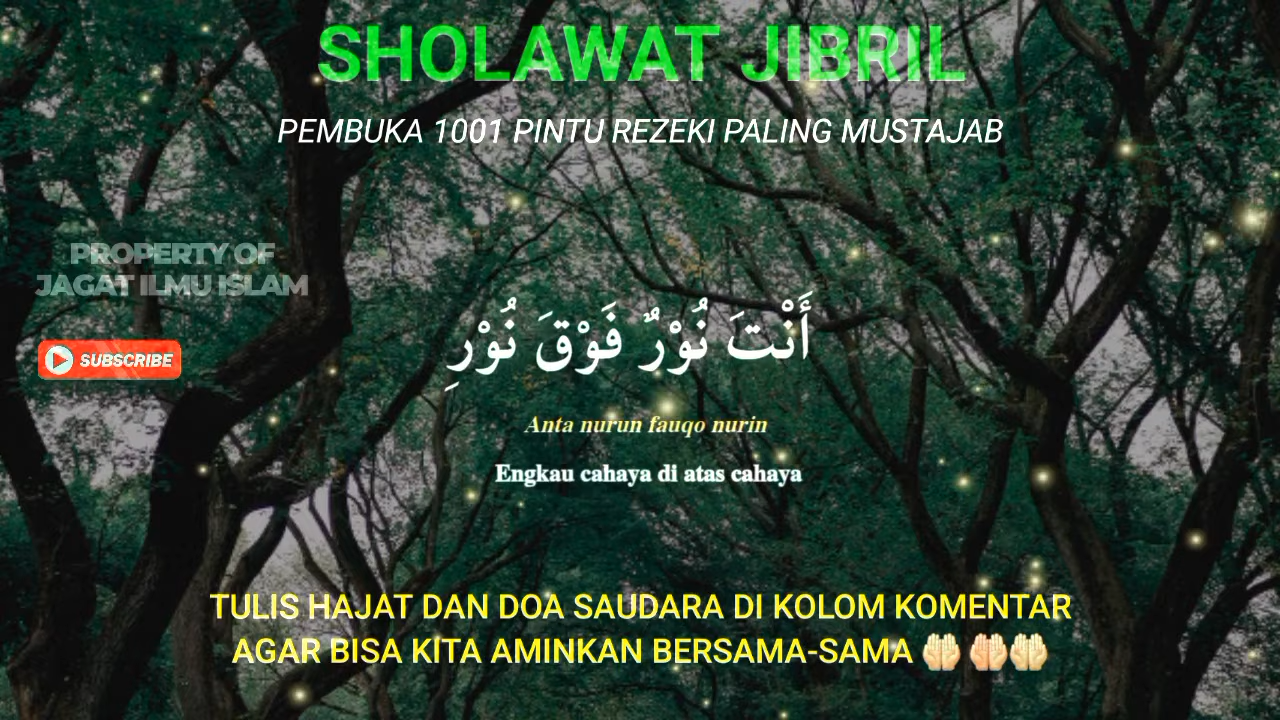 SHOLAWAT JIBRIL
PEMBUKA 1001 PINTU REZEKI PALING MUSTAJAB
PROPERTY OF
JAGAT ILMU ISLAM
SUBSCRIBE
أَنْتَ نُوْرٌ فَوْقَ نُوْرِ
Anta nurun fauqo nurin
Engkau cahaya di atas cahaya
TULIS HAJAT DAN DOA SAUDARA DI KOLOM KOMENTAR
AGAR BISA KITA AMINKAN BERSAMA-SAMA 🤲🏻 🤲🏻 🤲🏻